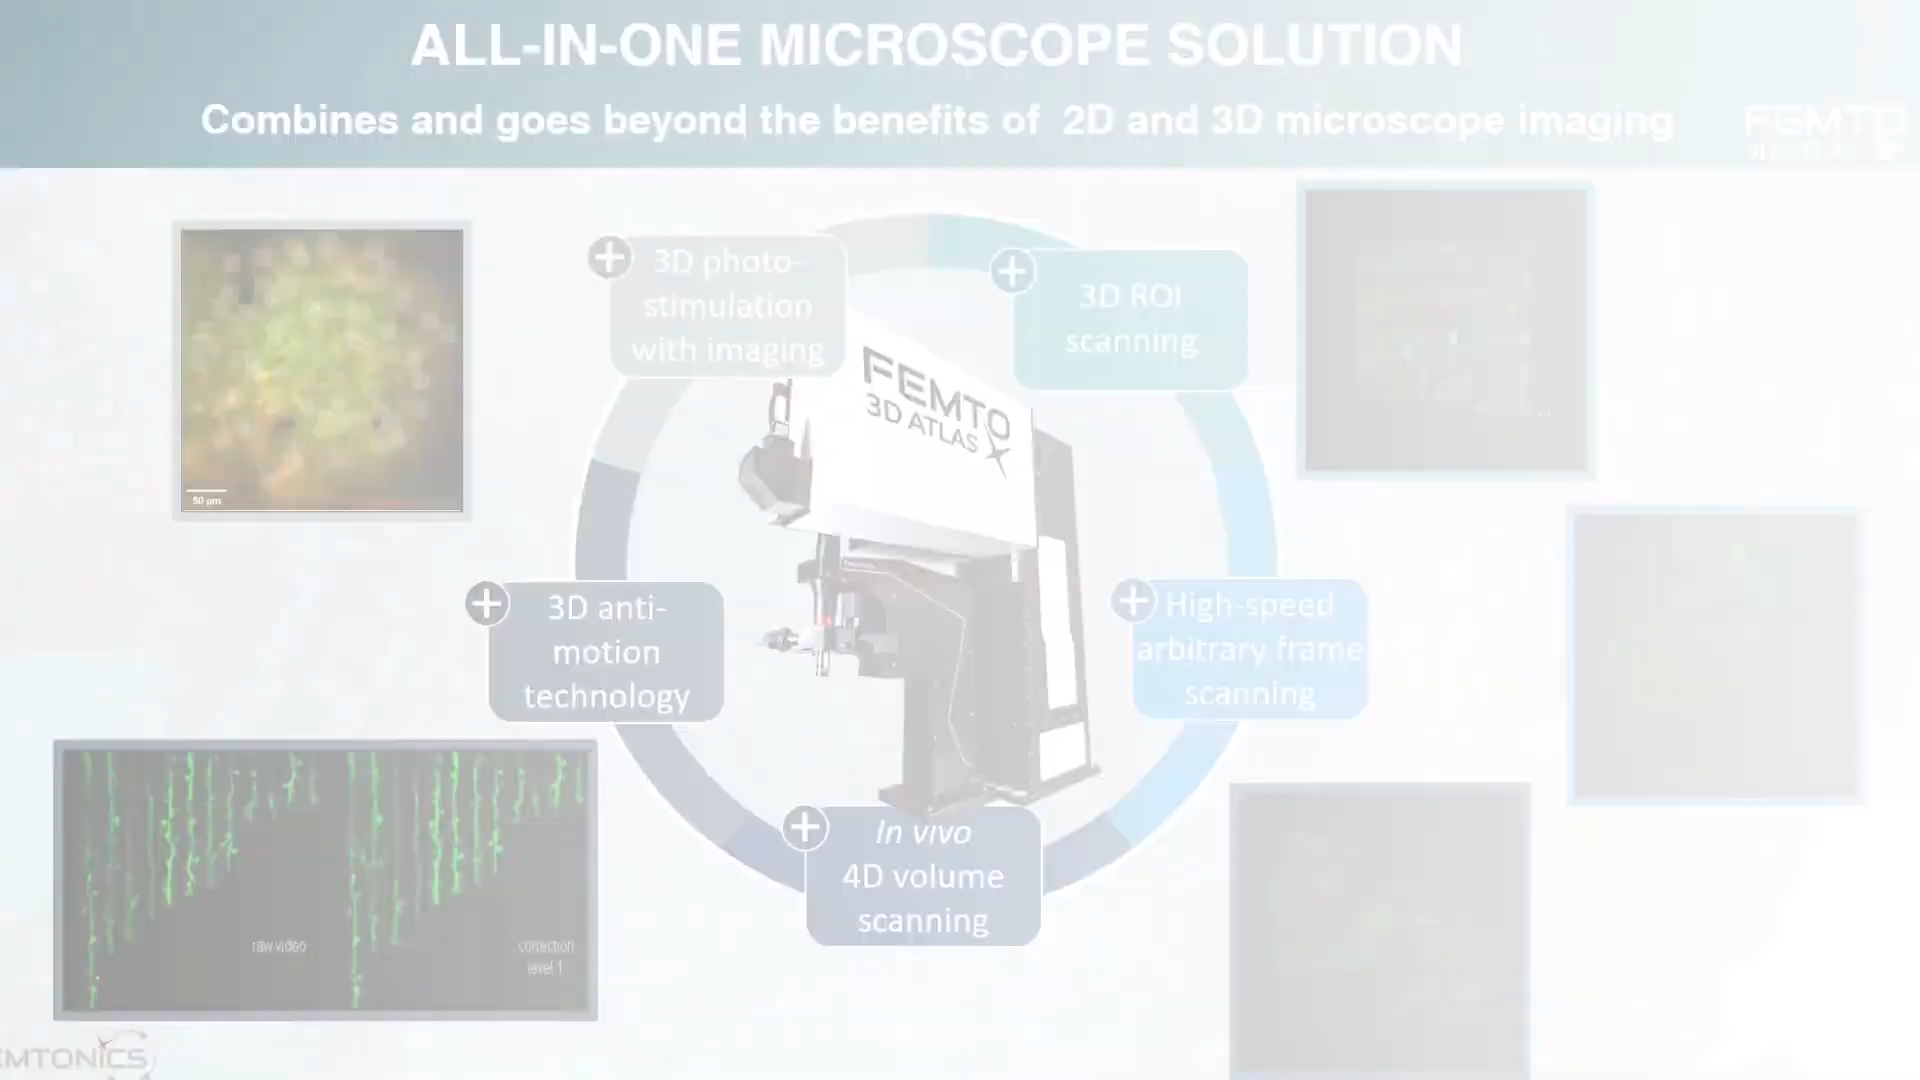 ALL-IN-ONE MICROSCOPE SOLUTION
Combines and goes beyond the benefits of 2D and 3D microscope imaging
FEMTO
3D photo-
stimulation
with imaging
3D ROI
scanning
FEMTO
3D ATLAS
50 µm
3D anti-
motion
technology
High-speed
arbitrary frame
scanning
In vivo
4D volume
scanning
raw video
correction
level 1
EMTONICS